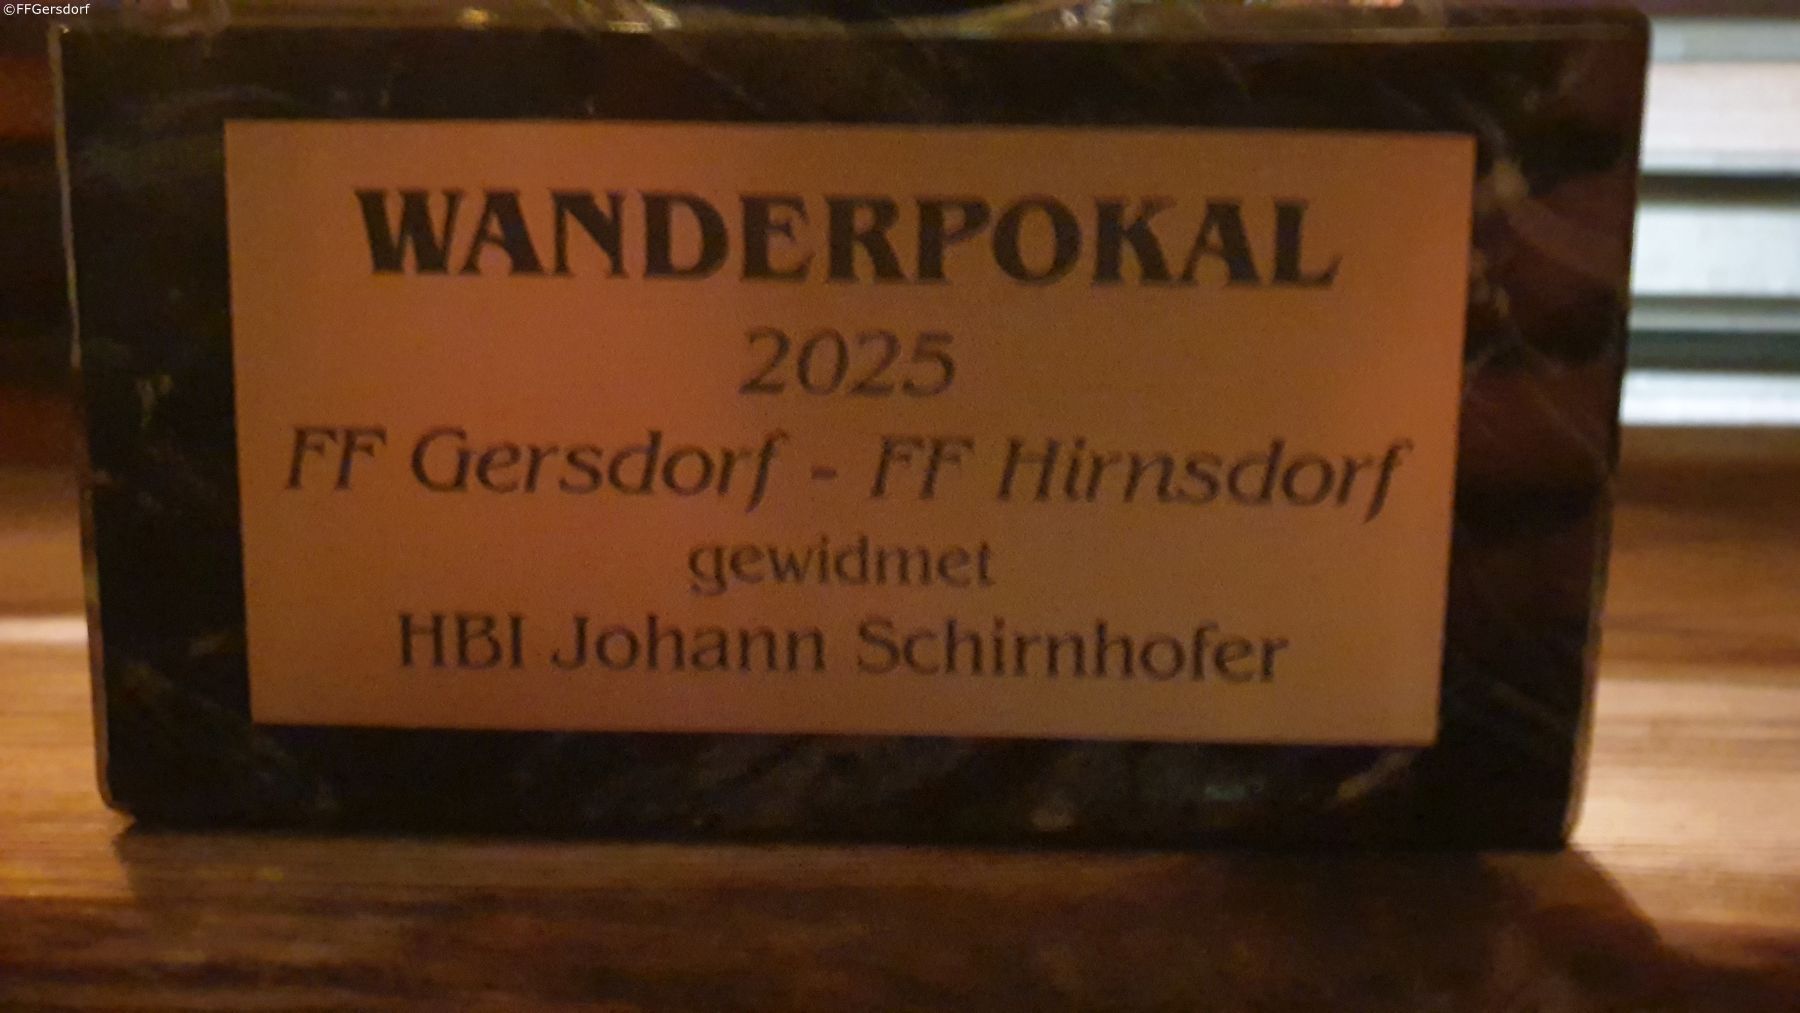 ©FFGersdorf
WANDERPOKAL
2025
FF Gersdorf - FF Hirnsdorf
gewidmet
HBI Johann Schirnhofer